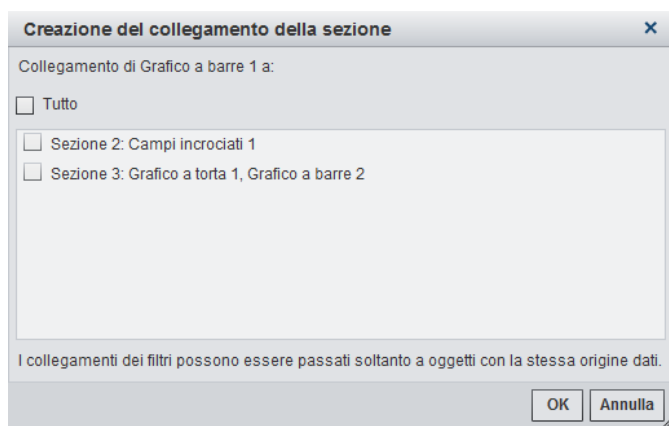 Creazione del collegamento della sezione
Collegamento di Grafico a barre 1 a:
Tutto
Sezione 2: Campi incrociati 1
Sezione 3: Grafico a torta 1, Grafico a barre 2
I collegamenti dei filtri possono essere passati soltanto a oggetti con la stessa origine dati.
OK Annulla